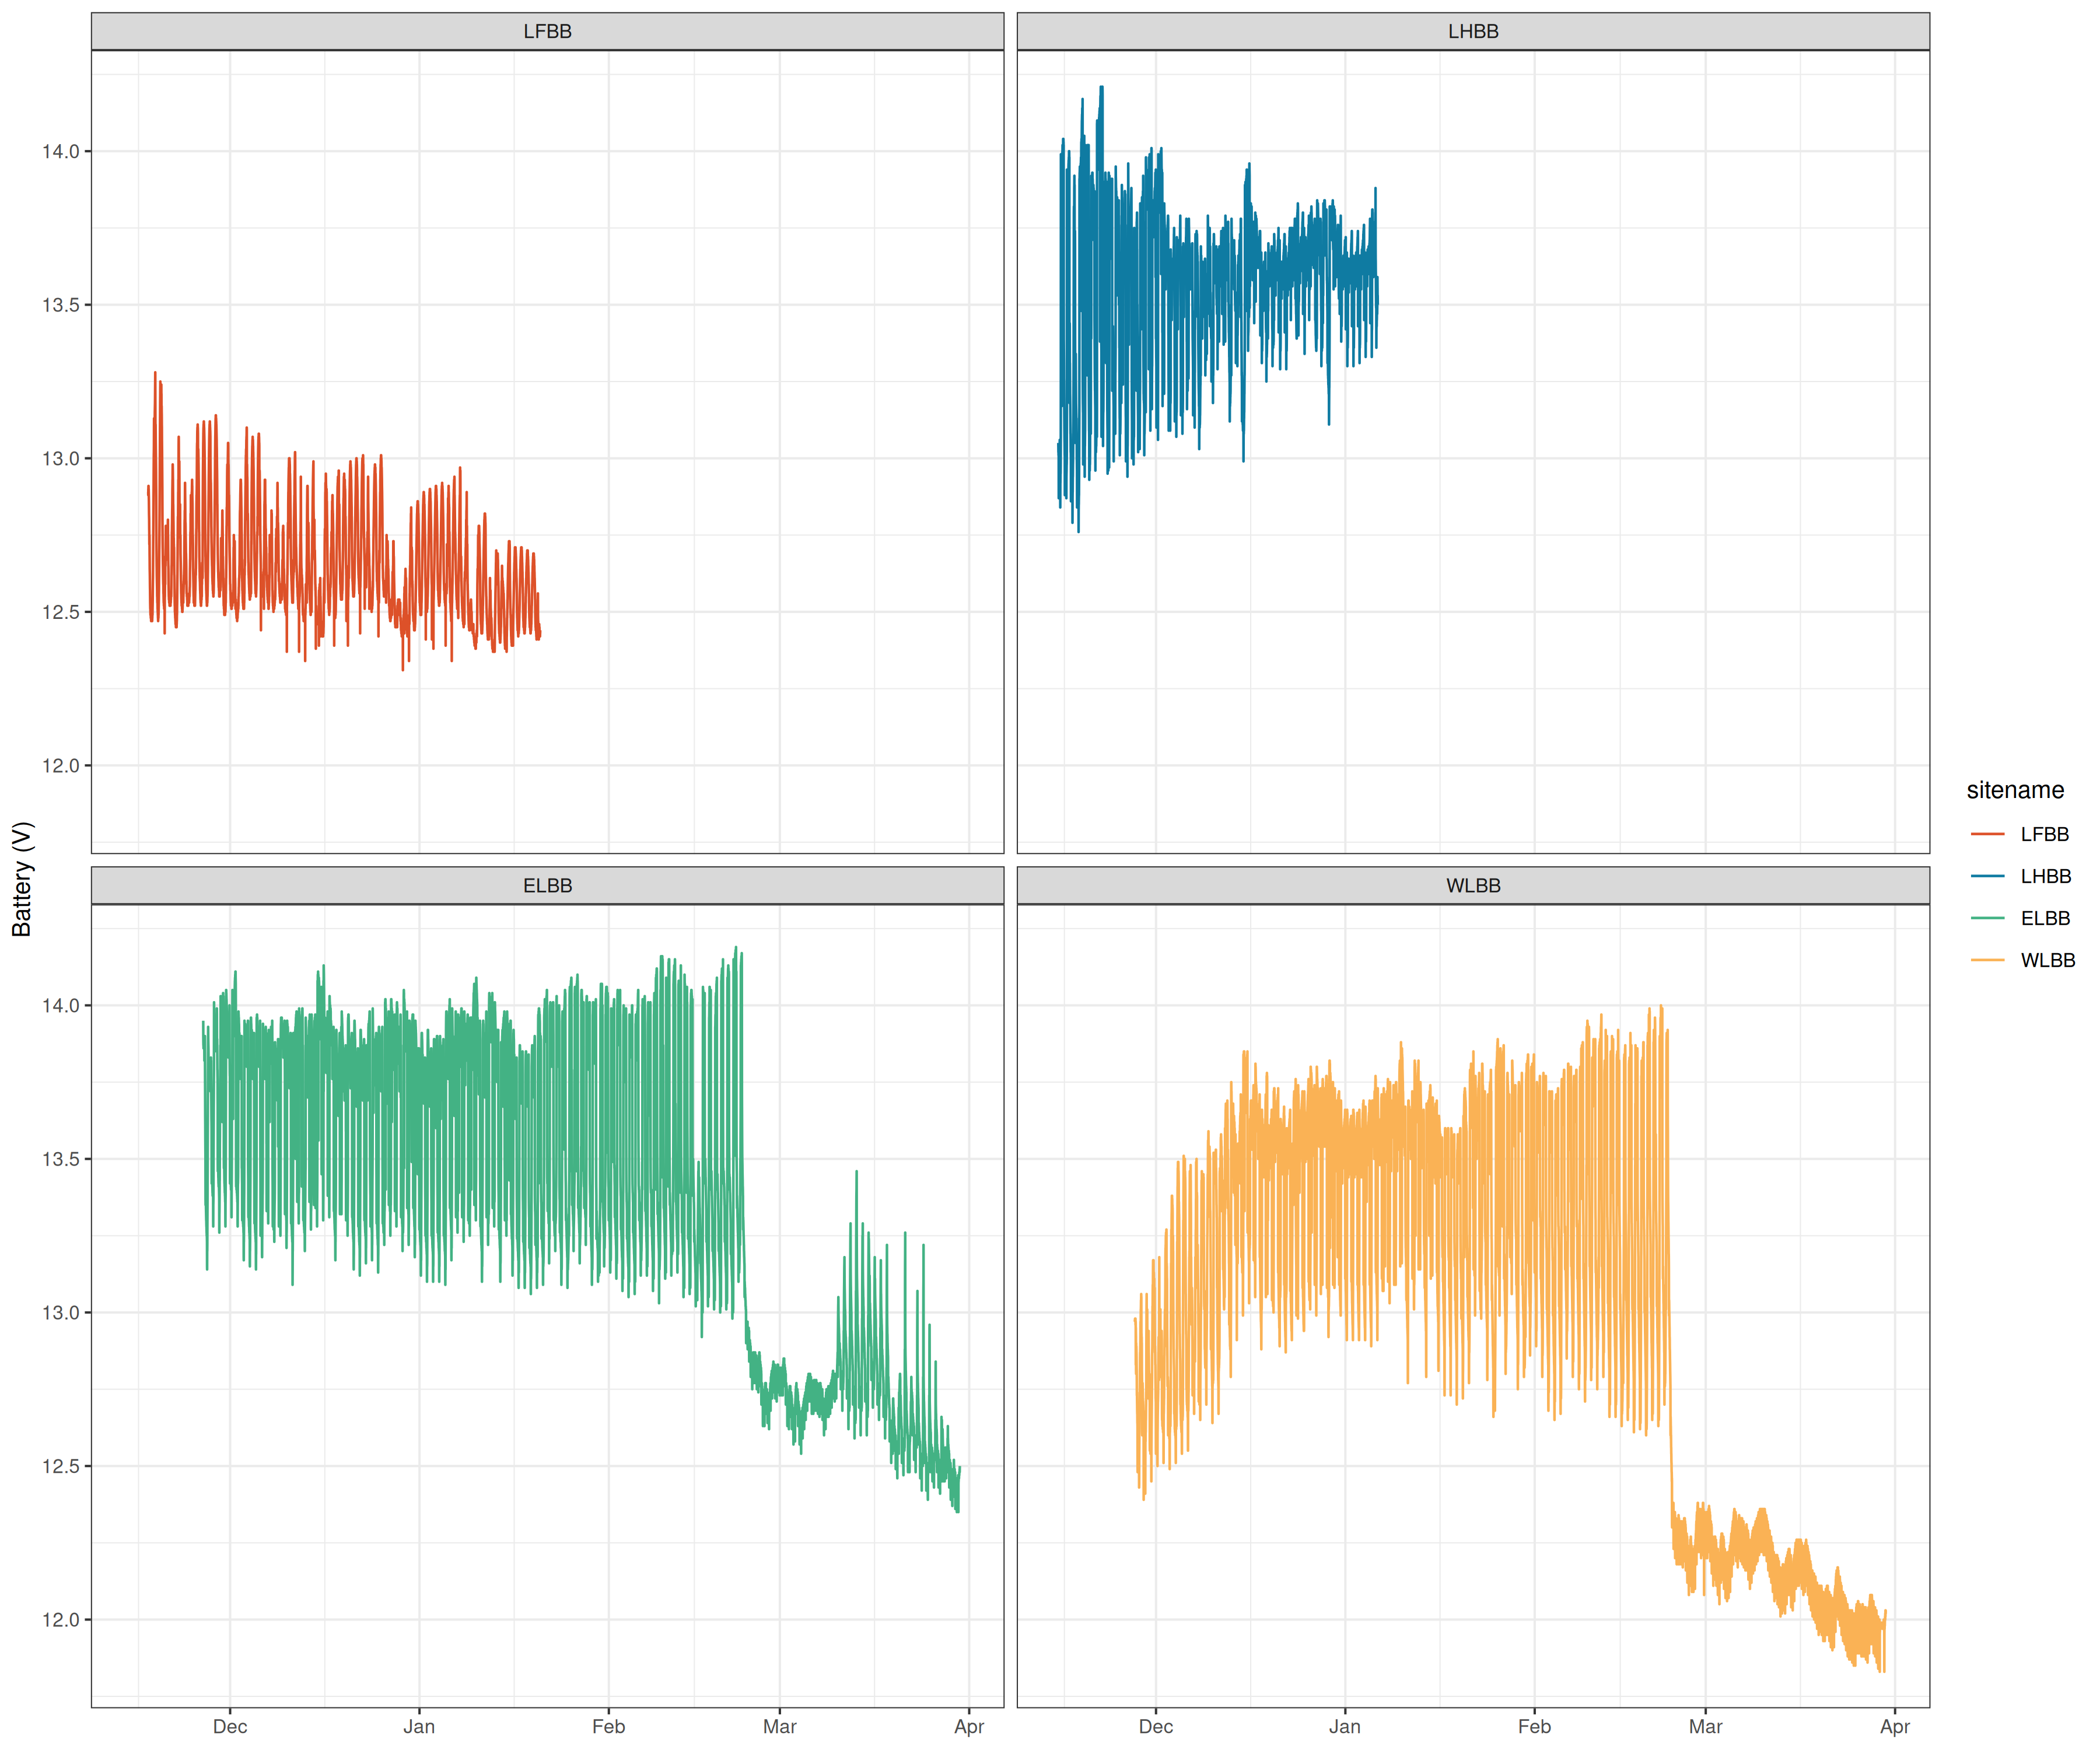 LFBB
LHBB
14.0
13.5
13.0
12.5
12.0
ELBB
WLBB
14.0
13.5
13.0
12.5
12.0
Dec
Jan
Feb
Mar
Apr
Dec
Jan
Feb
Mar
Apr
Battery (V)
sitename
LFBB
LHBB
ELBB
WLBB